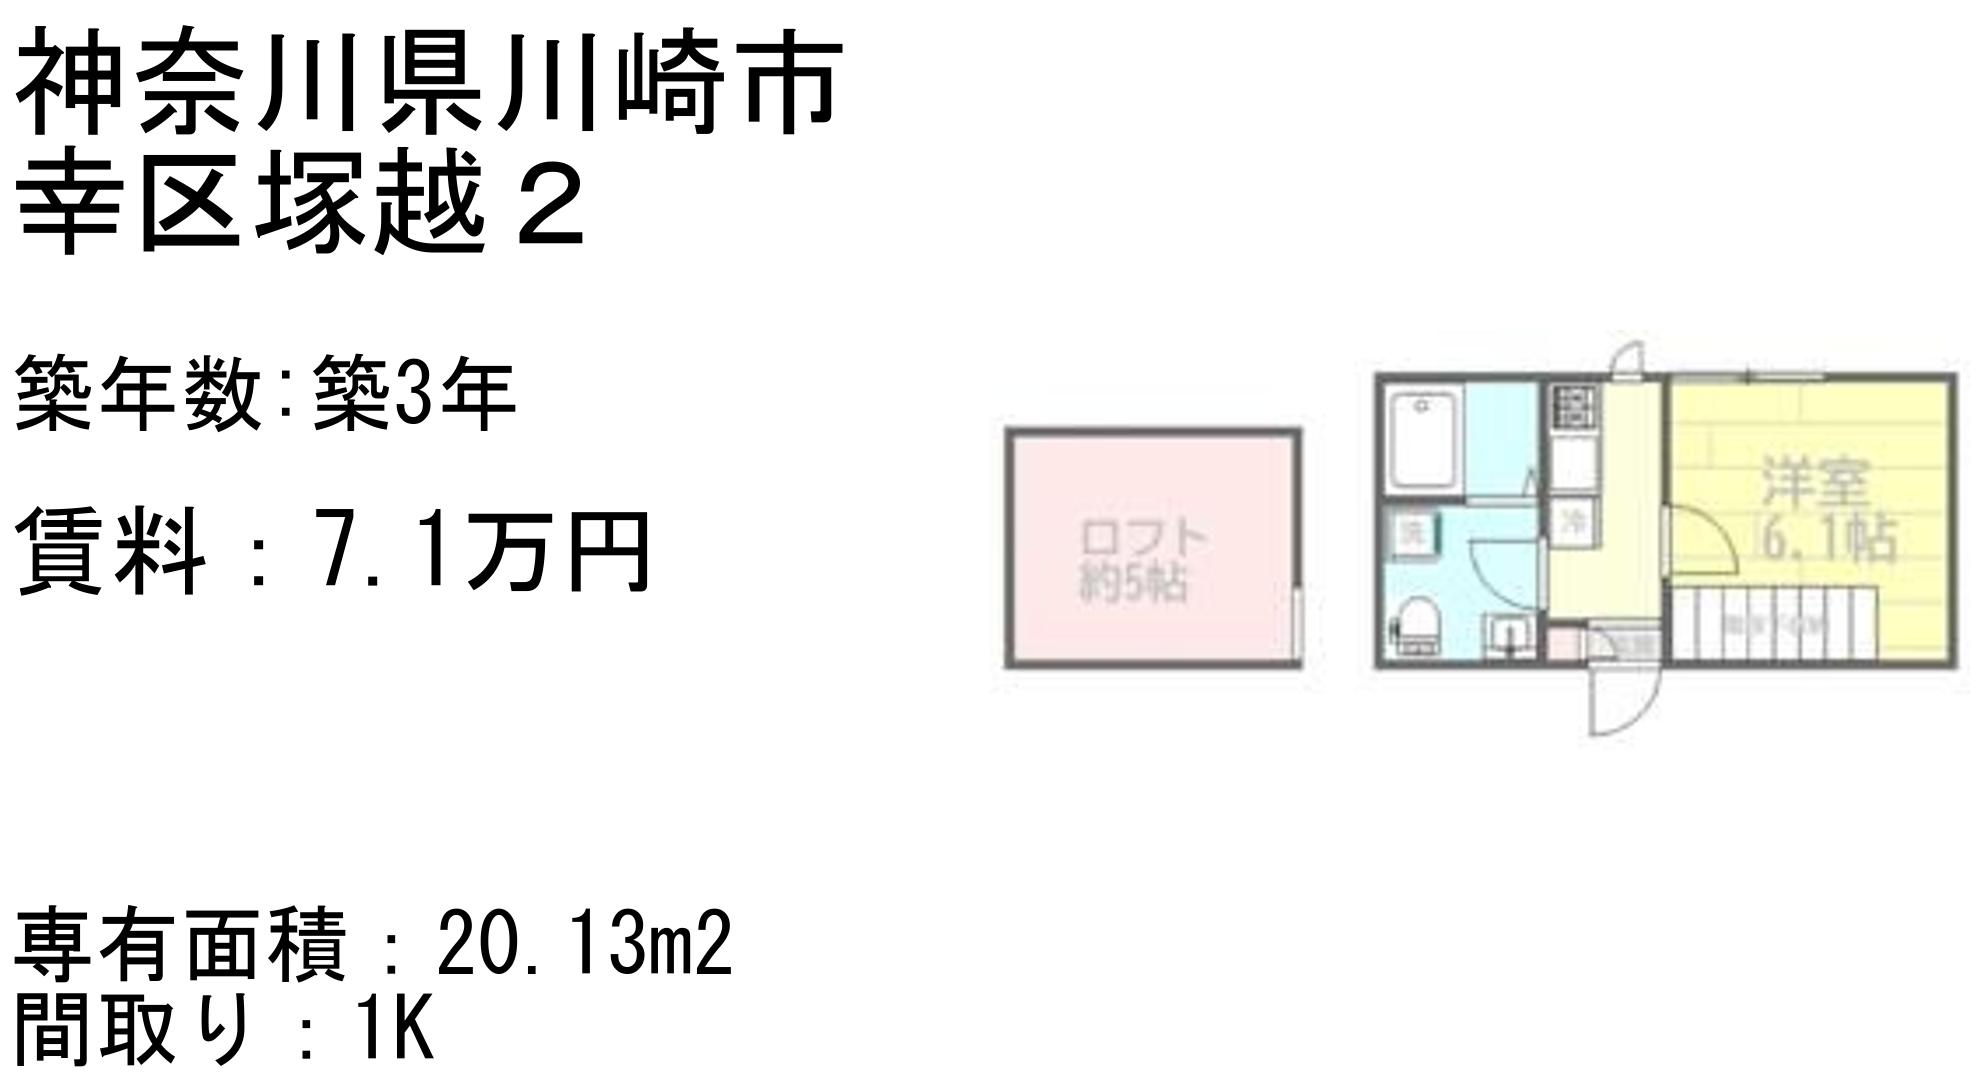 神奈川県川崎市
幸区塚越２
築年数:築3年
賃料：7.1万円
ロフト
約5帖
洋室
6.1帖
冷
洗
専有面積：20.13m2
間取り：1K